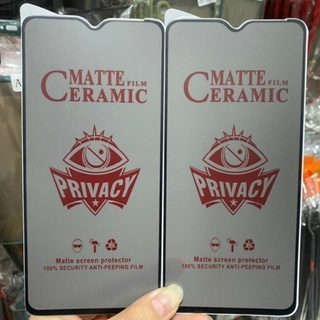 MATTE FILM
CERAMIC
PRIVACY
Matte screen protector
100% SECURITY ANTI-PEEPING FILM
MATTE FILM
CERAMIC
PRIVACY
Matte screen protector
100% SECURITY ANTI-PEEPING FILM